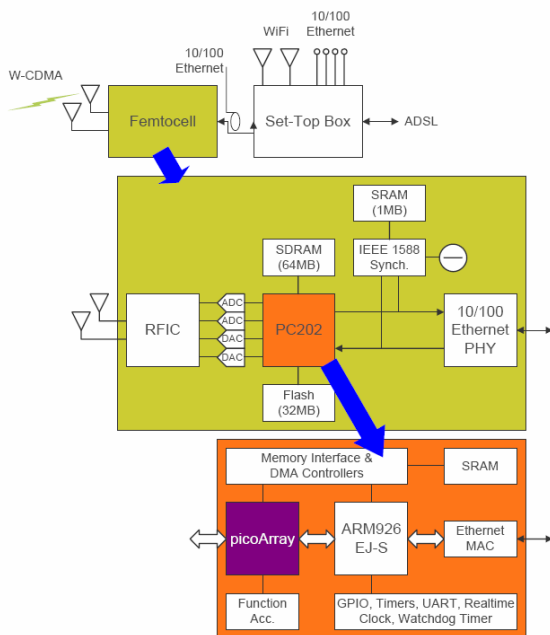 10/100
Ethernet
WiFi
10/100
Ethernet
W-CDMA
Femtocell
Set-Top Box
ADSL
SRAM
(1MB)
SDRAM
(64MB)
IEEE 1588
Synch.
RFIC
ADC
ADC
DAC
DAC
PC202
10/100
Ethernet
PHY
Flash
(32MB)
Memory Interface &
DMA Controllers
SRAM
picoArray
ARM926
EJ-S
Ethernet
MAC
Function
Acc.
GPIO, Timers, UART, Realtime
Clock, Watchdog Timer